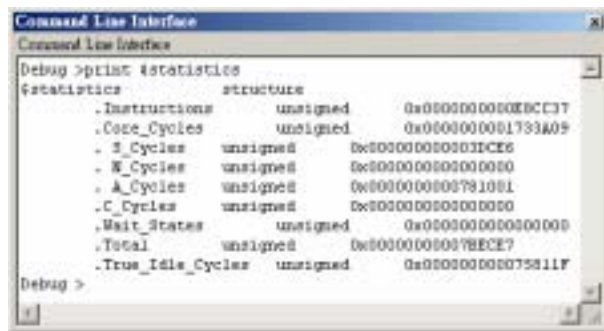 Command Line Interface
Command Line Interface
Debug >print $statistics
$statistics structure
.Instructions unsigned 0x0000000000E8CC37
.Core_Cycles unsigned 0x0000000001733A09
. S_Cycles unsigned 0x000000000003DCE6
. N_Cycles unsigned 0x0000000000000000
. A_Cycles unsigned 0x0000000000781001
.C_Cycles unsigned 0x0000000000000000
.Wait_States unsigned 0x0000000000000000
.Total unsigned 0x00000000007BECE7
.True_Idle_Cycles unsigned 0x000000000075811F
Debug >